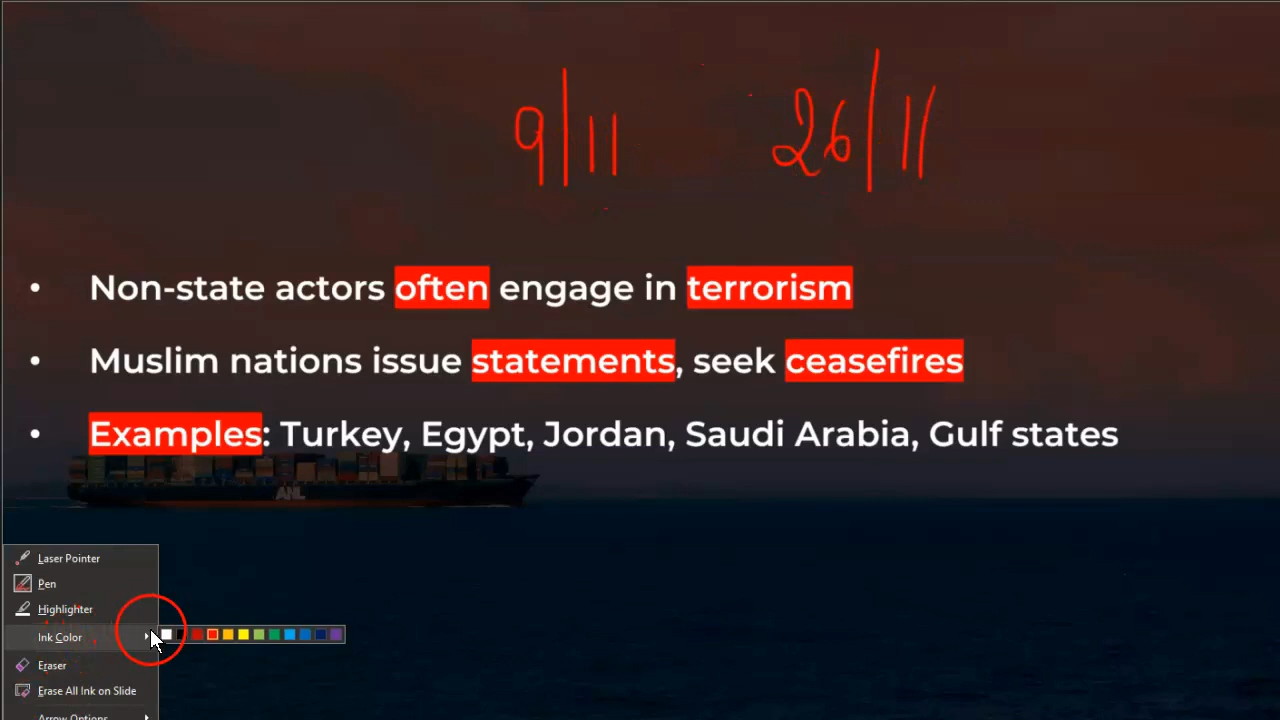 9/11 26/11
• Non-state actors often engage in terrorism
• Muslim nations issue statements, seek ceasefires
• Examples: Turkey, Egypt, Jordan, Saudi Arabia, Gulf states
ANL
Laser Pointer
Pen
Highlighter
Ink Color
Eraser
Erase All Ink on Slide
Arrow Options